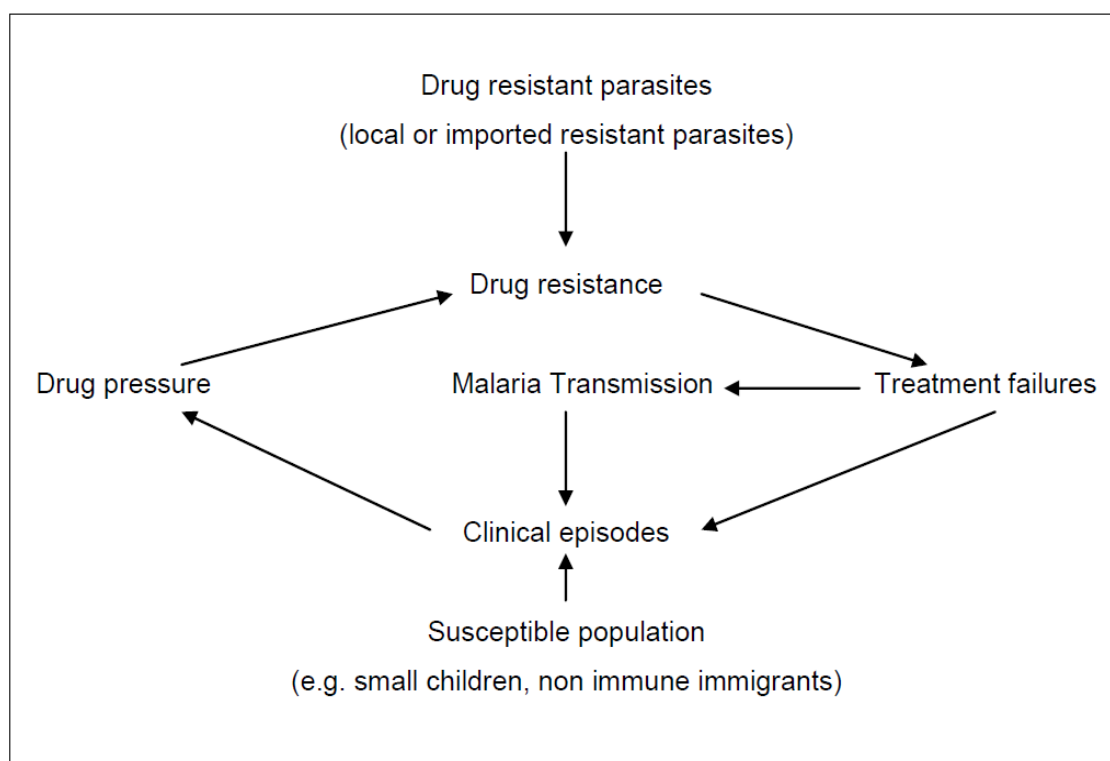 Drug resistant parasites
(local or imported resistant parasites)
Drug resistance
Drug pressure
Malaria Transmission
Treatment failures
Clinical episodes
Susceptible population
(e.g. small children, non immune immigrants)